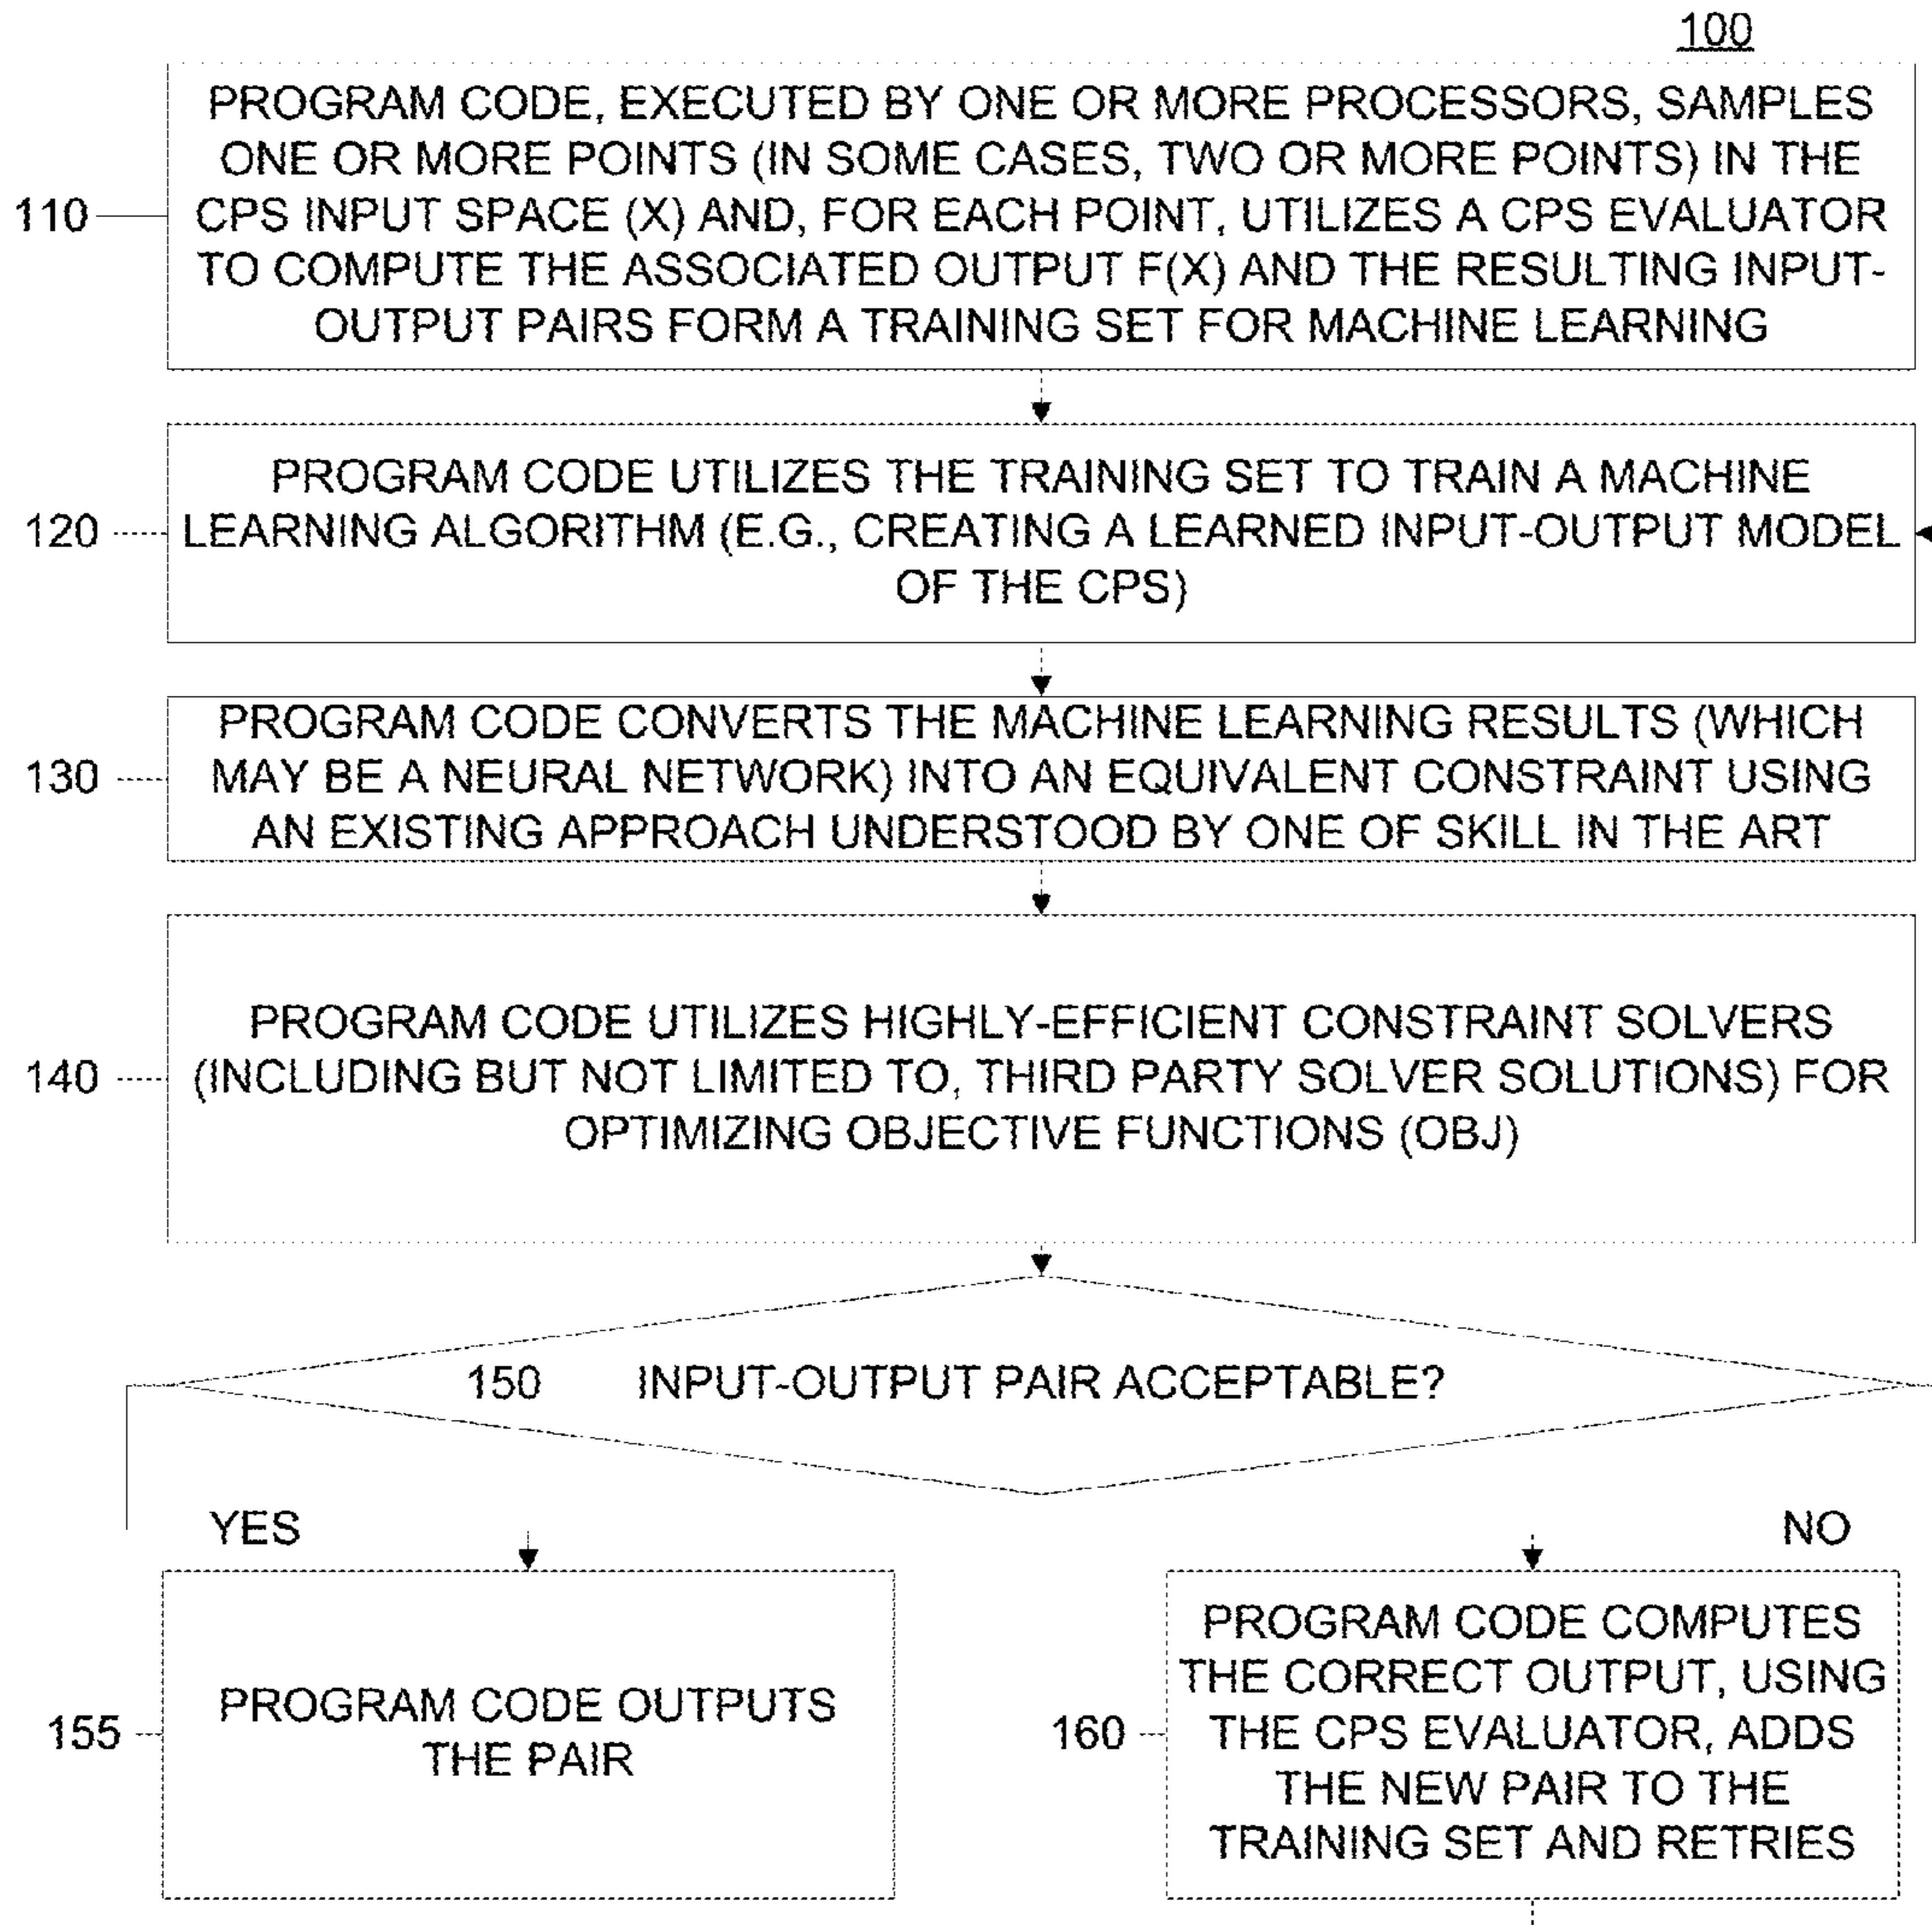 100
PROGRAM CODE, EXECUTED BY ONE OR MORE PROCESSORS, SAMPLES
ONE OR MORE POINTS (IN SOME CASES, TWO OR MORE POINTS) IN THE
110
CPS INPUT SPACE (X) AND, FOR EACH POINT, UTILIZES A CPS EVALUATOR
TO COMPUTE THE ASSOCIATED OUTPUT F(X) AND THE RESULTING INPUT-
OUTPUT PAIRS FORM A TRAINING SET FOR MACHINE LEARNING
PROGRAM CODE UTILIZES THE TRAINING SET TO TRAIN A MACHINE
120
LEARNING ALGORITHM (E.G., CREATING A LEARNED INPUT-OUTPUT MODEL
OF THE CPS)
PROGRAM CODE CONVERTS THE MACHINE LEARNING RESULTS (WHICH
130
MAY BE A NEURAL NETWORK) INTO AN EQUIVALENT CONSTRAINT USING
AN EXISTING APPROACH UNDERSTOOD BY ONE OF SKILL IN THE ART
PROGRAM CODE UTILIZES HIGHLY-EFFICIENT CONSTRAINT SOLVERS
140
(INCLUDING BUT NOT LIMITED TO, THIRD PARTY SOLVER SOLUTIONS) FOR
OPTIMIZING OBJECTIVE FUNCTIONS (OBJ)
150
INPUT-OUTPUT PAIR ACCEPTABLE?
YES
NO
155
PROGRAM CODE OUTPUTS
THE PAIR
160
PROGRAM CODE COMPUTES
THE CORRECT OUTPUT, USING
THE CPS EVALUATOR, ADDS
THE NEW PAIR TO THE
TRAINING SET AND RETRIES